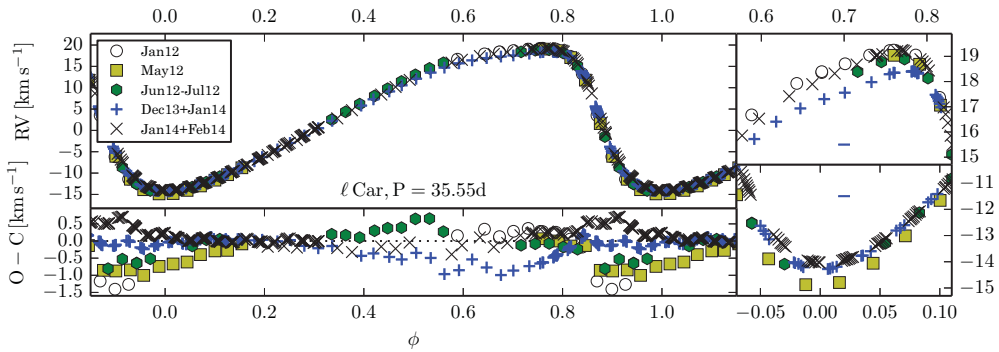 0.0 0.2 0.4 0.6 0.8 1.0
0.6 0.7 0.8
RV [km s⁻¹]
20
15
10
5
0
−5
−10
−15
Jan12
May12
Jun12-Jul12
Dec13+Jan14
Jan14+Feb14
ℓ Car, P = 35.55d
O − C [km s⁻¹]
0.5
0.0
−0.5
−1.0
−1.5
0.0 0.2 0.4 0.6 0.8 1.0
ϕ
19
18
17
16
15
−11
−12
−13
−14
−15
−0.05 0.00 0.05 0.10